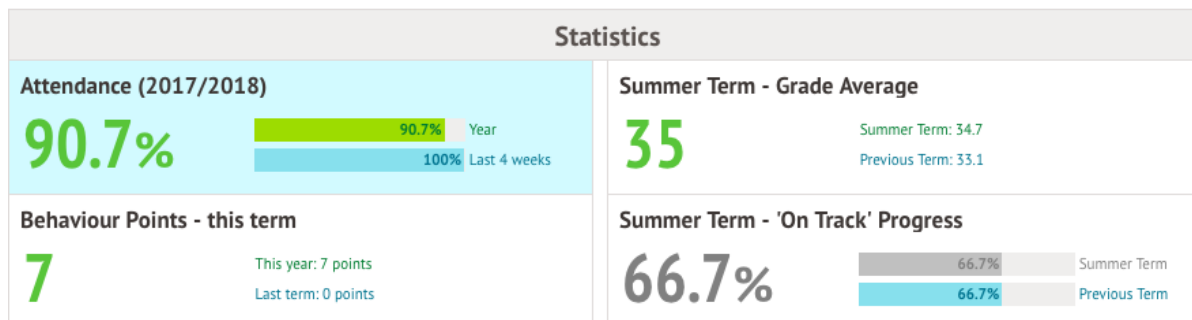 Statistics
Attendance (2017/2018)
90.7%
90.7% Year
100% Last 4 weeks
Summer Term - Grade Average
35
Summer Term: 34.7
Previous Term: 33.1
Behaviour Points - this term
7
This year: 7 points
Last term: 0 points
Summer Term - 'On Track' Progress
66.7%
66.7% Summer Term
66.7% Previous Term